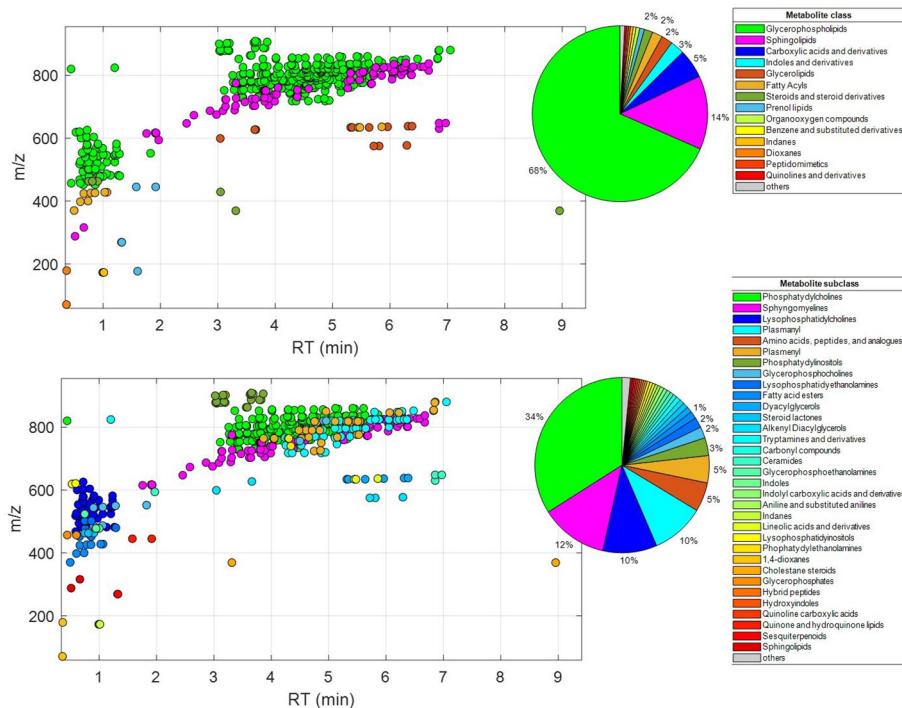 2%
2%
2%
3%
5%
14%
68%
800
600
400
200
m/z
1 2 3 4 5 6 7 8 9
RT (min)
Metabolite class
Glycerophospholipids
Sphingolipids
Carboxylic acids and derivatives
Indoles and derivatives
Glycerolipids
Fatty Acyls
Steroids and steroid derivatives
Prenol lipids
Organooxygen compounds
Benzene and substituted derivatives
Indanes
Dioxanes
Peptidomimetics
Quinolines and derivatives
others
800
600
400
200
m/z
1 2 3 4 5 6 7 8 9
RT (min)
34%
1%
2%
2%
3%
5%
5%
10%
10%
12%
Metabolite subclass
Phosphatydylcholines
Sphyngomyelines
Lysophosphatidylcholines
Plasmanyl
Amino acids, peptides, and analogues
Plasmenyl
Phosphatydylinositols
Glycerophosphocholines
Lysophosphatidyethanolamines
Fatty acid esters
Dyacylglycerols
Steroid lactones
Alkenyl Diacylglycerols
Tryptamines and derivatives
Carbonyl compounds
Ceramides
Glycerophosphoethanolamines
Indoles
Indolyl carboxylic acids and derivatives
Aniline and substituted anilines
Indanes
Lineolic acids and derivatives
Lysophosphatidyinositols
Phophatydylethanolamines
1,4-dioxanes
Cholestane steroids
Glycerophosphates
Hybrid peptides
Hydroxyindoles
Quinoline carboxylic acids
Quinone and hydroquinone lipids
Sesquiterpenoids
Sphingolipids
others